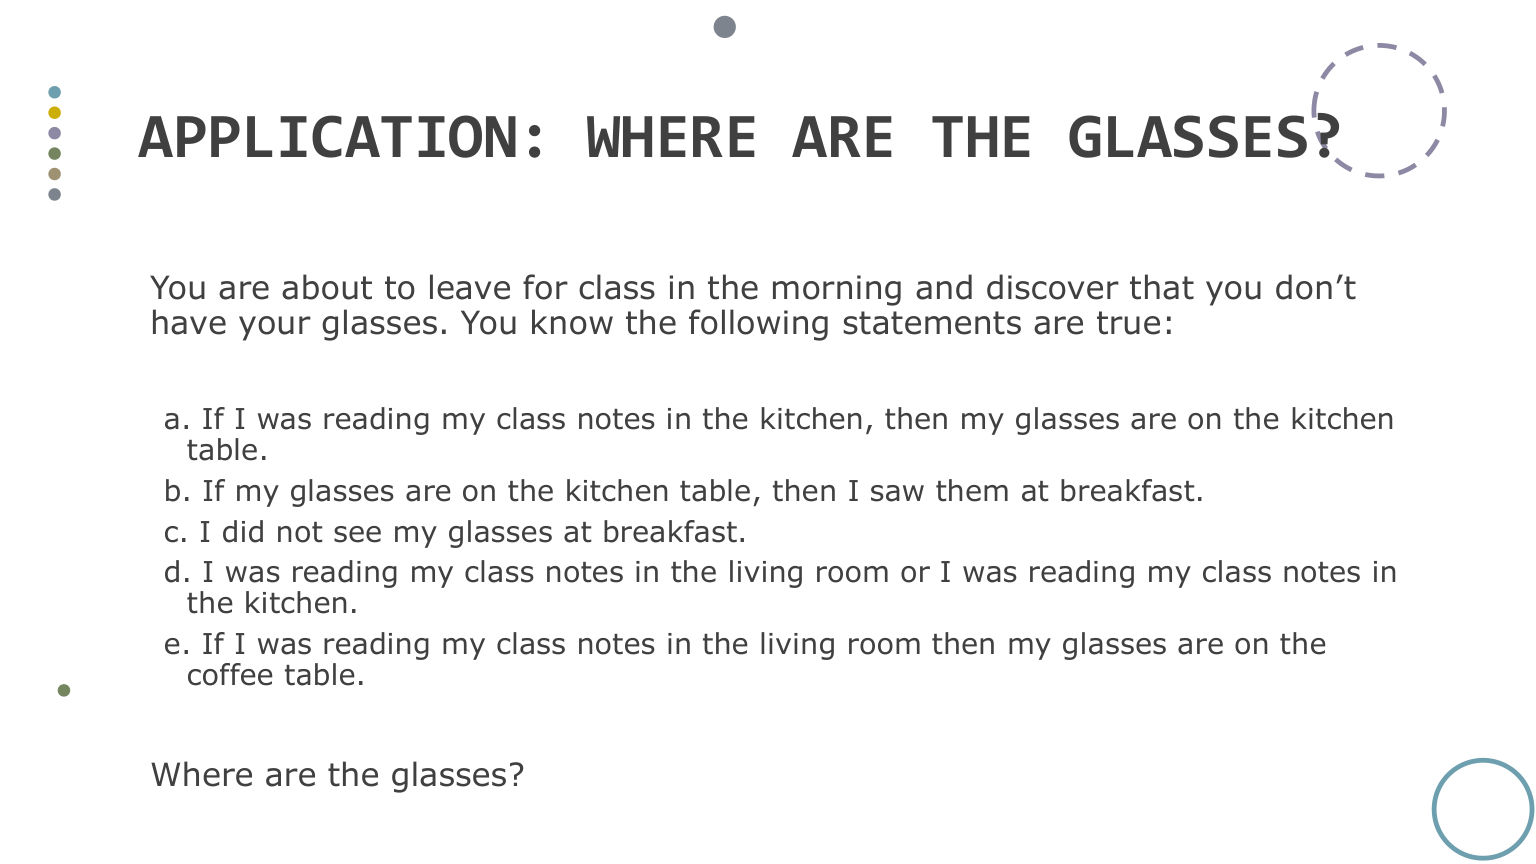 APPLICATION: WHERE ARE THE GLASSES?
You are about to leave for class in the morning and discover that you don’t
have your glasses. You know the following statements are true:
a. If I was reading my class notes in the kitchen, then my glasses are on the kitchen
table.
b. If my glasses are on the kitchen table, then I saw them at breakfast.
c. I did not see my glasses at breakfast.
d. I was reading my class notes in the living room or I was reading my class notes in
the kitchen.
e. If I was reading my class notes in the living room then my glasses are on the
coffee table.
Where are the glasses?